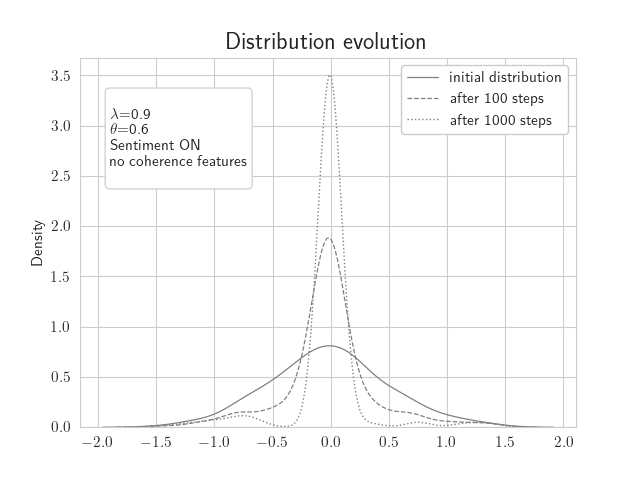 Distribution evolution
initial distribution
after 100 steps
after 1000 steps
λ=0.9
θ=0.6
Sentiment ON
no coherence features
Density
3.5
3.0
2.5
2.0
1.5
1.0
0.5
0.0
−2.0 −1.5 −1.0 −0.5 0.0 0.5 1.0 1.5 2.0